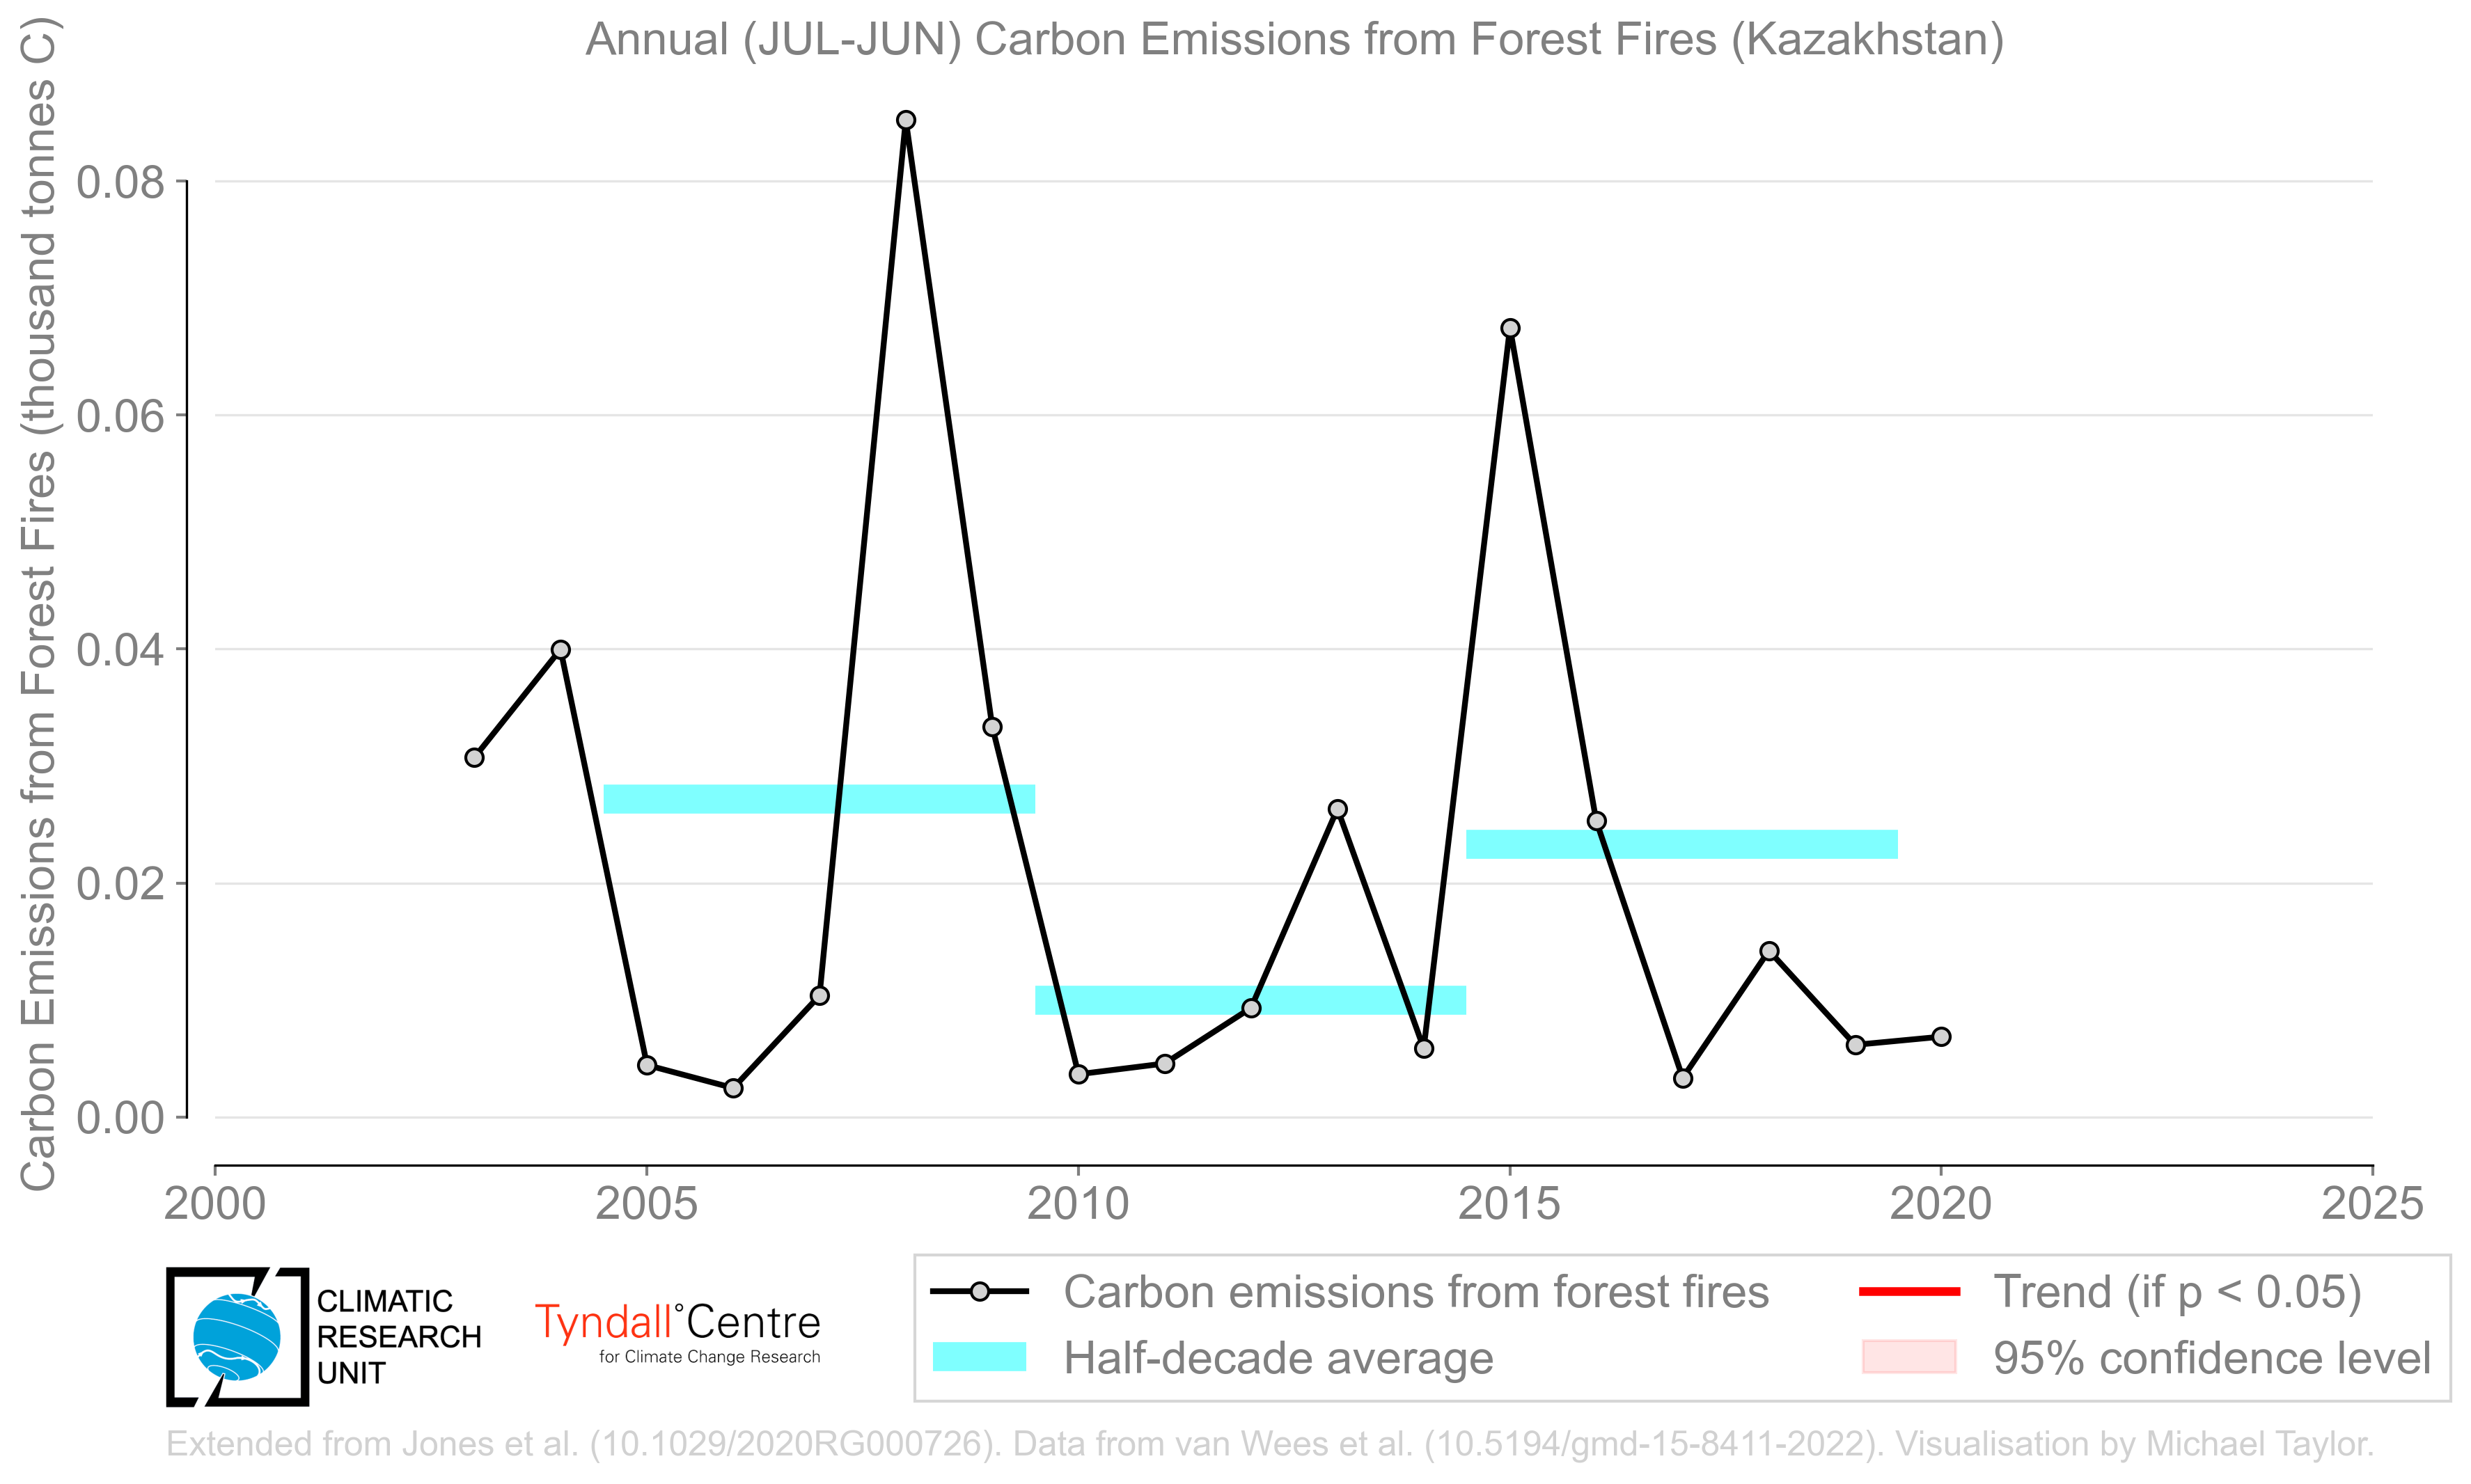 Annual (JUL-JUN) Carbon Emissions from Forest Fires (Kazakhstan)
Carbon Emissions from Forest Fires (thousand tonnes C)
0.08
0.06
0.04
0.02
0.00
2000 2005 2010 2015 2020 2025
CLIMATIC
RESEARCH
UNIT
Tyndall°Centre
for Climate Change Research
Carbon emissions from forest fires
Half-decade average
Trend (if p < 0.05)
95% confidence level
Extended from Jones et al. (10.1029/2020RG000726). Data from van Wees et al. (10.5194/gmd-15-8411-2022). Visualisation by Michael Taylor.